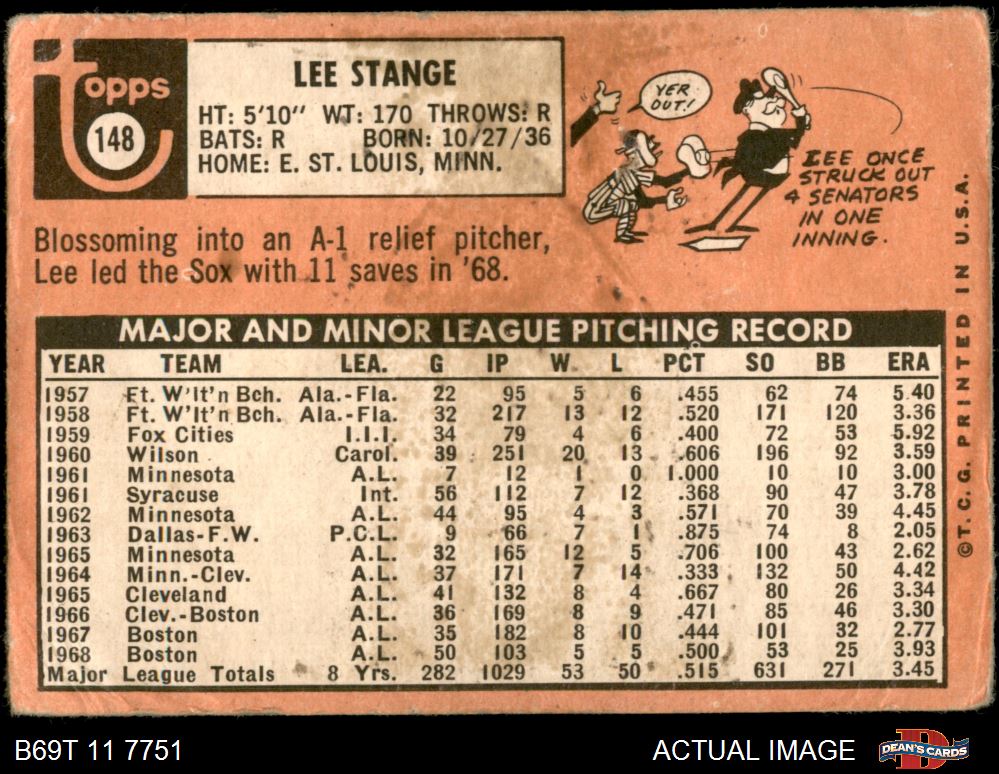 Topps
148
LEE STANGE
HT: 5'10" WT: 170 THROWS: R
BATS: R BORN: 10/27/36
HOME: E. ST. LOUIS, MINN.
YER OUT!
LEE ONCE
STRUCK OUT
4 SENATORS
IN ONE
INNING.
Blossoming into an A-1 relief pitcher,
Lee led the Sox with 11 saves in '68.
MAJOR AND MINOR LEAGUE PITCHING RECORD
YEAR TEAM LEA. G IP W L PCT SO BB ERA
1957 Ft. W'lt'n Bch. Ala.-Fla. 22 95 5 6 .455 62 74 5.40
1958 Ft. W'lt'n Bch. Ala.-Fla. 32 217 13 12 .520 171 120 3.36
1959 Fox Cities I.I.I. 34 79 4 6 .400 72 53 5.92
1960 Wilson Carol. 39 251 20 13 .606 196 92 3.59
1961 Minnesota A.L. 7 12 1 0 1.000 10 10 3.00
1961 Syracuse Int. 56 112 7 12 .368 90 47 3.78
1962 Minnesota A.L. 44 95 4 3 .571 70 39 4.45
1963 Dallas-F.W. P.C.L. 9 66 7 1 .875 74 8 2.05
1965 Minnesota A.L. 32 165 12 5 .706 100 43 2.62
1964 Minn.-Clev. A.L. 37 171 7 14 .333 132 50 4.42
1965 Cleveland A.L. 41 132 8 4 .667 80 26 3.34
1966 Clev.-Boston A.L. 36 169 8 9 .471 85 46 3.30
1967 Boston A.L. 35 182 8 10 .444 101 32 2.77
1968 Boston A.L. 50 103 5 5 .500 53 25 3.93
Major League Totals 8 Yrs. 282 1029 53 50 .515 631 271 3.45
©T.C.G. PRINTED IN U.S.A.
B69T 11 7751
ACTUAL IMAGE
DEAN'S CARDS